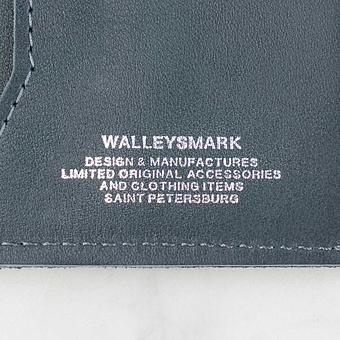 WALLEYSMARK
DESIGN & MANUFACTURES
LIMITED ORIGINAL ACCESSORIES
AND CLOTHING ITEMS
SAINT PETERSBURG